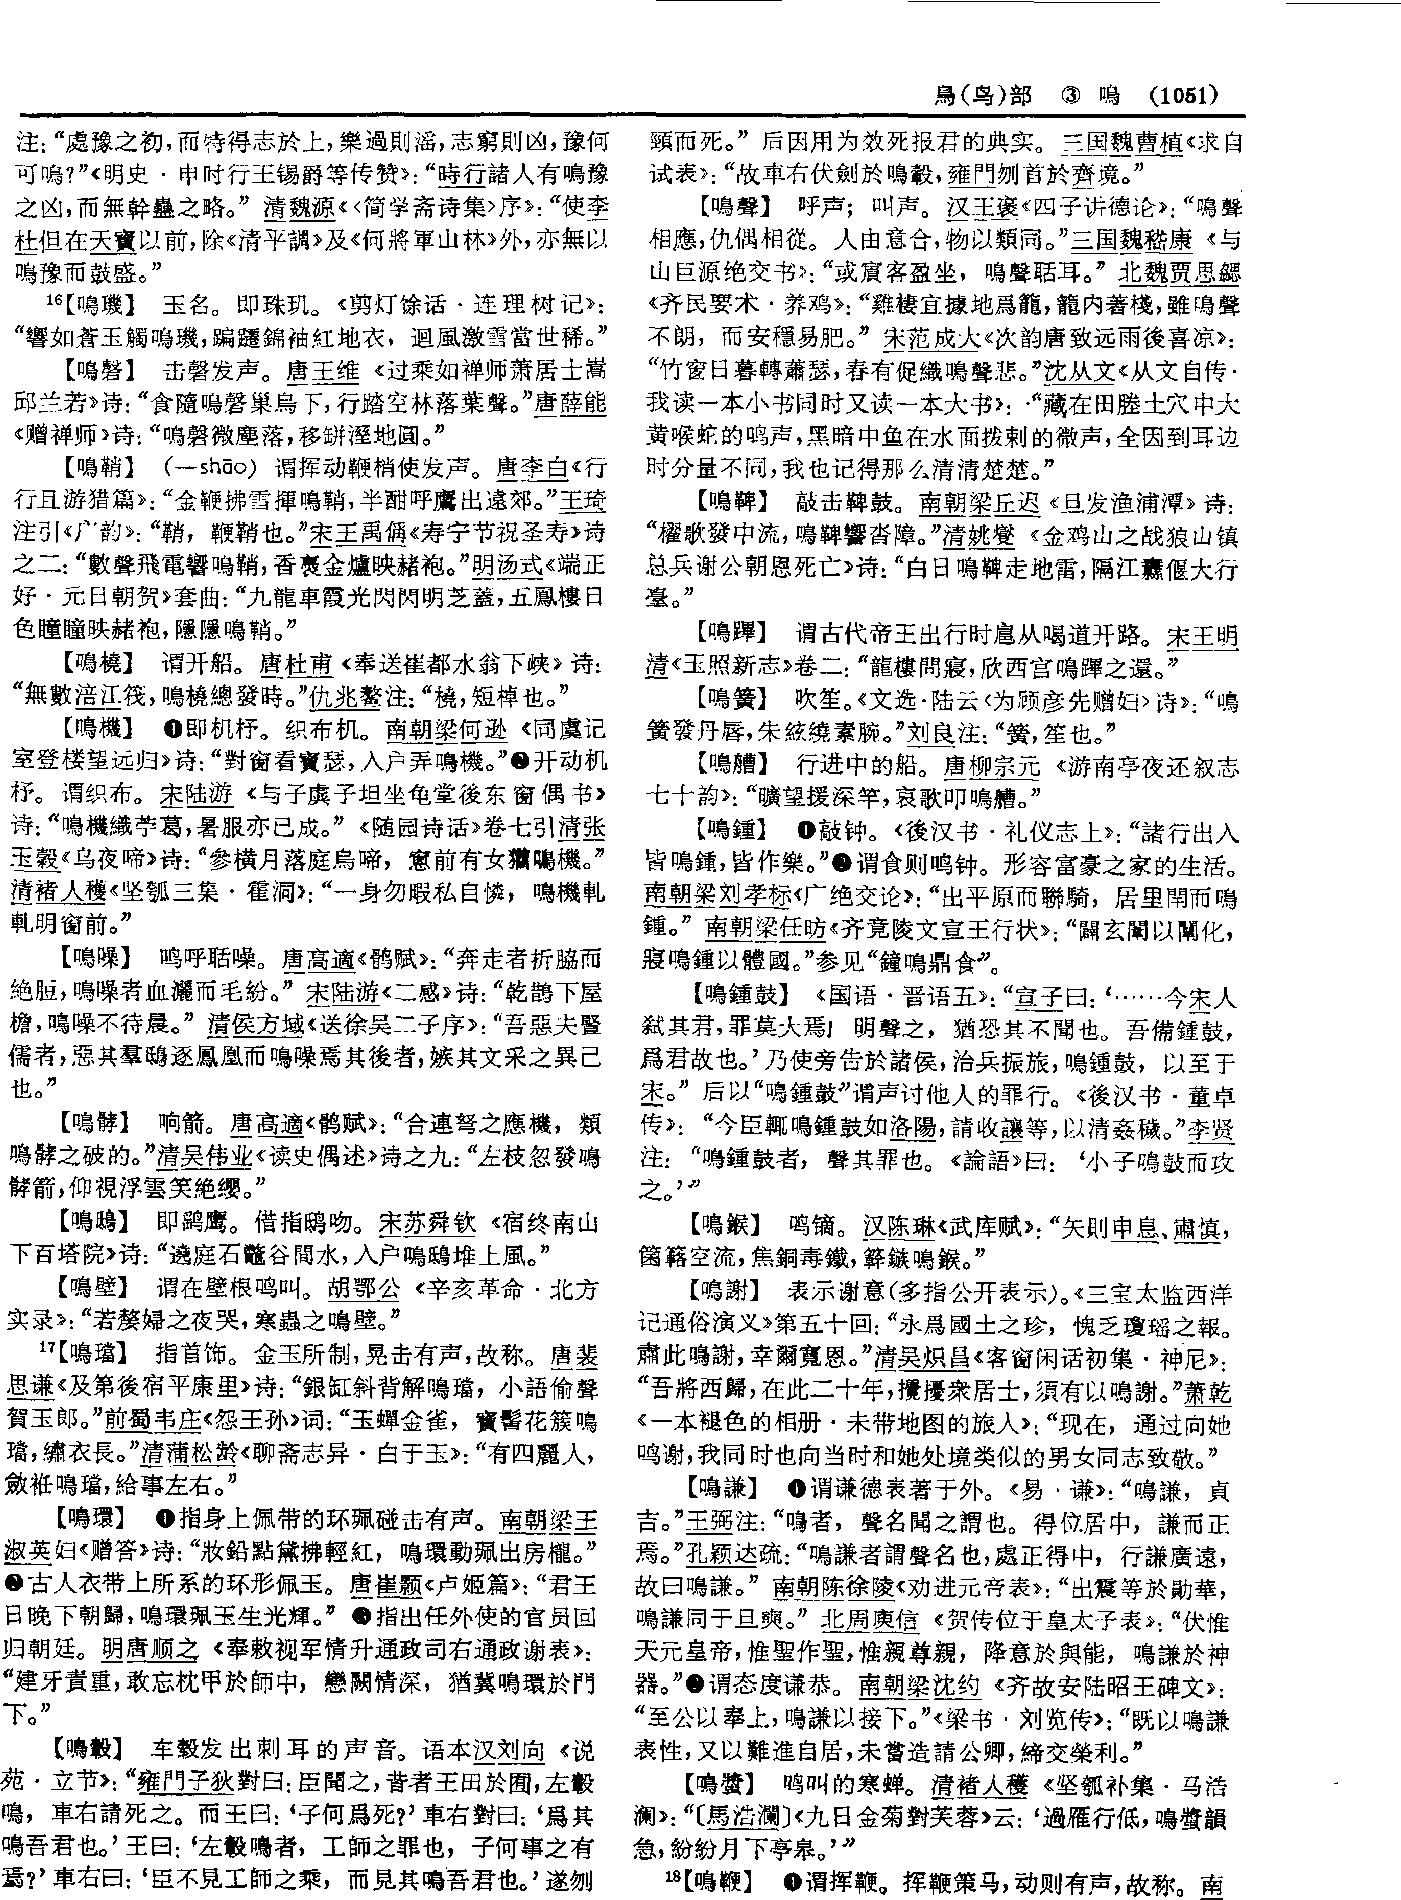 鳥(鸟)部 ③ 鳴 (1051)
注：“處豫之初，而特得志於上，樂過則淫，志窮則凶，豫何
可鳴?”《明史·申时行王锡爵等传赞》：“時行諸人有鳴豫
之凶，而無幹蠱之略。”清魏源《〈简学斋诗集〉序》：“使李
杜但在天寶以前，除《清平調》及《何將軍山林》外，亦無以
鳴豫而鼓盛。”
16【鳴璣】 玉名。即珠玑。《剪灯馀话·连理树记》：
“響如蒼玉觸鳴璣，蹁躚錦袖紅地衣，迴風激雪當世稀。”
【鳴磬】 击磬发声。唐王维《过乘如禅师萧居士嵩
邱兰若》诗：“食隨鳴磬巢烏下，行踏空林落葉聲。”唐薛能
《赠禅师》诗：“鳴磬微塵落，移缾溼地圓。”
【鳴鞘】 (—shāo) 谓挥动鞭梢使发声。唐李白《行
行且游猎篇》：“金鞭拂雪揮鳴鞘，半酣呼鷹出遠郊。”王琦
注引《广韵》：“鞘，鞭鞘也。”宋王禹偁《寿宁节祝圣寿》诗
之二：“數聲飛電響鳴鞘，香裛金爐映赭袍。”明汤式《端正
好·元日朝贺》套曲：“九龍車霞光閃閃明芝蓋，五鳳樓日
色瞳瞳映赭袍，隱隱鳴鞘。”
【鳴橈】 谓开船。唐杜甫《奉送崔都水翁下峡》诗：
“無數涪江筏，鳴橈總發時。”仇兆鳌注：“橈，短棹也。”
【鳴機】 ❶即机杼。织布机。南朝梁何逊《同虞记
室登楼望远归》诗：“對窗看寶瑟，入户弄鳴機。”❷开动机
杼。谓织布。宋陆游《与子虡子坦坐龟堂後东窗偶书》
诗：“鳴機織苧葛，暑服亦已成。”《随园诗话》卷七引清张
玉榖《乌夜啼》诗：“參横月落庭烏啼，窻前有女猶鳴機。”
清褚人穫《坚瓠三集·霍洞》：“一身勿暇私自憐，鳴機軋
軋明窗前。”
【鳴噪】 鸣呼聒噪。唐高適《鹘赋》：“奔走者折脇而
絶脰，鳴噪者血灑而毛紛。”宋陆游《二感》诗：“乾鵲下屋
檐，鳴噪不待晨。”清侯方域《送徐吴二子序》：“吾惡夫豎
儒者，惡其羣鴟逐鳳凰而鳴噪焉其後者，嫉其文采之異己
也。”
【鳴髇】 响箭。唐高適《鹘赋》：“合連弩之應機，類
鳴髇之破的。”清吴伟业《读史偶述》诗之九：“左枝忽發鳴
髇箭，仰視浮雲笑絶纓。”
【鳴鴟】 即鹞鹰。借指鸱吻。宋苏舜钦《宿终南山
下百塔院》诗：“遶庭石龕谷間水，入户鳴鴟堆上風。”
【鳴壁】 谓在壁根鸣叫。胡鄂公《辛亥革命·北方
实录》：“若嫠婦之夜哭，寒蟲之鳴壁。”
17【鳴璫】 指首饰。金玉所制，晃击有声，故称。唐裴
思谦《及第後宿平康里》诗：“銀缸斜背解鳴璫，小語偷聲
賀玉郎。”前蜀韦庄《怨王孙》词：“玉蟬金雀，寶髻花簇鳴
璫，繡衣長。”清蒲松龄《聊斋志异·白于玉》：“有四麗人，
斂袵鳴璫，給事左右。”
【鳴環】 ❶指身上佩带的环珮碰击有声。南朝梁王
淑英妇《赠答》诗：“妝鉛點黛拂輕紅，鳴環動珮出房櫳。”
❷古人衣带上所系的环形佩玉。唐崔颢《卢姬篇》：“君王
日晚下朝歸，鳴環珮玉生光輝。”❸指出任外使的官员回
归朝廷。明唐顺之《奉敕视军情升通政司右通政谢表》：
“建牙責重，敢忘枕甲於師中，戀闕情深，猶冀鳴環於門
下。”
【鳴轂】 车毂发出刺耳的声音。语本汉刘向《说
苑·立节》：“雍門子狄對曰：臣聞之，昔者王田於囿，左轂
鳴，車右請死之。而王曰：‘子何爲死?’車右對曰：‘爲其
鳴吾君也。’王曰：‘左轂鳴者，工師之罪也，子何事之有
焉?’車右曰：‘臣不見工師之乘，而見其鳴吾君也。’遂刎
頸而死。”后因用为效死报君的典实。三国魏曹植《求自
试表》：“故車右伏劍於鳴轂，雍門刎首於齊境。”
【鳴聲】 呼声；叫声。汉王褒《四子讲德论》：“鳴聲
相應，仇偶相從。人由意合，物以類同。”三国魏嵇康《与
山巨源绝交书》：“或賓客盈坐，鳴聲聒耳。”北魏贾思勰
《齐民要术·养鸡》：“雞棲宜據地爲籠，籠内著棧，雖鳴聲
不朗，而安穩易肥。”宋范成大《次韵唐致远雨後喜凉》：
“竹窗日暮轉蕭瑟，春有促織鳴聲悲。”沈从文《从文自传·
我读一本小书同时又读一本大书》：“藏在田塍土穴中大
黄喉蛇的鸣声，黑暗中鱼在水面拨剌的微声，全因到耳边
时分量不同，我也记得那么清清楚楚。”
【鳴鞞】 敲击鞞鼓。南朝梁丘迟《旦发渔浦潭》诗：
“櫂歌發中流，鳴鞞響沓障。”清姚燮《金鸡山之战狼山镇
总兵谢公朝恩死亡》诗：“白日鳴鞞走地雷，隔江纛偃大行
臺。”
【鳴蹕】 谓古代帝王出行时扈从喝道开路。宋王明
清《玉照新志》卷二：“龍樓問寢，欣西宫鳴蹕之還。”
【鳴簧】 吹笙。《文选·陆云〈为顾彦先赠妇〉诗》：“鳴
簧發丹唇，朱絃繞素腕。”刘良注：“簧，笙也。”
【鳴艚】 行进中的船。唐柳宗元《游南亭夜还叙志
七十韵》：“曠望援深竿，哀歌叩鳴艚。”
【鳴鍾】 ❶敲钟。《後汉书·礼仪志上》：“諸行出入
皆鳴鍾，皆作樂。”❷谓食则鸣钟。形容富豪之家的生活。
南朝梁刘孝标《广绝交论》：“出平原而聯騎，居里閈而鳴
鍾。”南朝梁任昉《齐竟陵文宣王行状》：“闢玄闈以闡化，
寢鳴鍾以體國。”参见“鐘鳴鼎食”。
【鳴鍾鼓】 《国语·晋语五》：“宣子曰：‘……今宋人
弑其君，罪莫大焉！明聲之，猶恐其不聞也。吾備鍾鼓，
爲君故也。’乃使旁告於諸侯，治兵振旅，鳴鍾鼓，以至于
宋。”后以“鳴鍾鼓”谓声讨他人的罪行。《後汉书·董卓
传》：“今臣輒鳴鍾鼓如洛陽，請收讓等，以清姦穢。”李贤
注：“鳴鍾鼓者，聲其罪也。《論語》曰：‘小子鳴鼓而攻
之。’”
【鳴鍭】 鸣镝。汉陈琳《武库赋》：“矢則申息、肅慎，
箘簬空流，焦銅毒鐵，簳鏃鳴鍭。”
【鳴謝】 表示谢意(多指公开表示)。《三宝太监西洋
记通俗演义》第五十回：“永爲國士之珍，愧乏瓊瑶之報。
肅此鳴謝，幸爾寬恩。”清吴炽昌《客窗闲话初集·神尼》：
“吾將西歸，在此二十年，攪擾衆居士，須有以鳴謝。”萧乾
《一本褪色的相册·未带地图的旅人》：“现在，通过向她
鸣谢，我同时也向当时和她处境类似的男女同志致敬。”
【鳴謙】 ❶谓谦德表著于外。《易·谦》：“鳴謙，貞
吉。”王弼注：“鳴者，聲名聞之謂也。得位居中，謙而正
焉。”孔颖达疏：“鳴謙者謂聲名也，處正得中，行謙廣遠，
故曰鳴謙。”南朝陈徐陵《劝进元帝表》：“出震等於勛華，
鳴謙同于旦奭。”北周庾信《贺传位于皇太子表》：“伏惟
天元皇帝，惟聖作聖，惟親尊親，降意於與能，鳴謙於神
器。”❷谓态度谦恭。南朝梁沈约《齐故安陆昭王碑文》：
“至公以奉上，鳴謙以接下。”《梁书·刘览传》：“既以鳴謙
表性，又以難進自居，未嘗造請公卿，締交榮利。”
【鳴螿】 鸣叫的寒蝉。清褚人穫《坚瓠补集·马浩
澜》：“〔馬浩瀾〕《九日金菊對芙蓉》云：‘過雁行低，鳴螿韻
急，紛紛月下亭皋。’”
18【鳴鞭】 ❶谓挥鞭。挥鞭策马，动则有声，故称。南